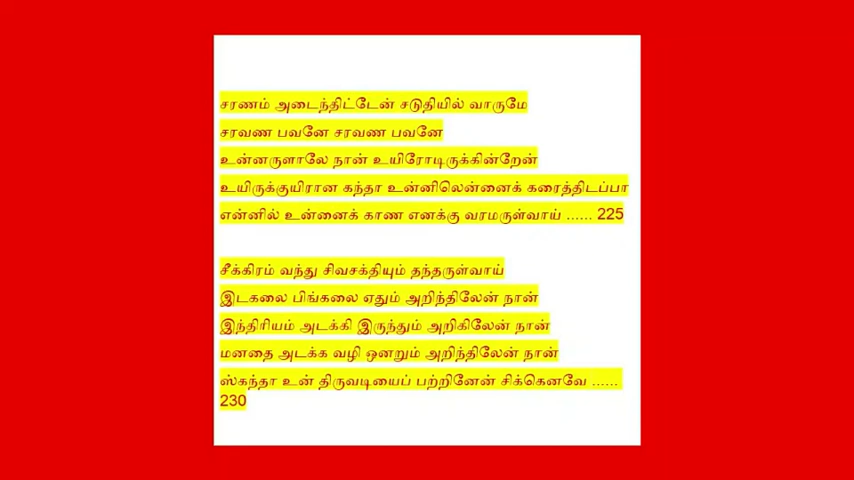 சரணம் அடைந்திட்டேன் சடுதியில் வாருமே
சரவண பவனே சரவண பவனே
உன்னருளாலே நான் உயிரோடிருக்கின்றேன்
உயிருக்குயிரான கந்தா உன்னிலென்னைக் கரைத்திடப்பா
என்னில் உன்னைக் காண எனக்கு வரமருள்வாய் ...... 225
சீக்கிரம் வந்து சிவசக்தியும் தந்தருள்வாய்
இடகலை பிங்கலை ஏதும் அறிந்திலேன் நான்
இந்திரியம் அடக்கி இருந்தும் அறிகிலேன் நான்
மனதை அடக்க வழி ஒனறும் அறிந்திலேன் நான்
ஸ்கந்தா உன் திருவடியைப் பற்றினேன் சிக்கெனவே ......
230